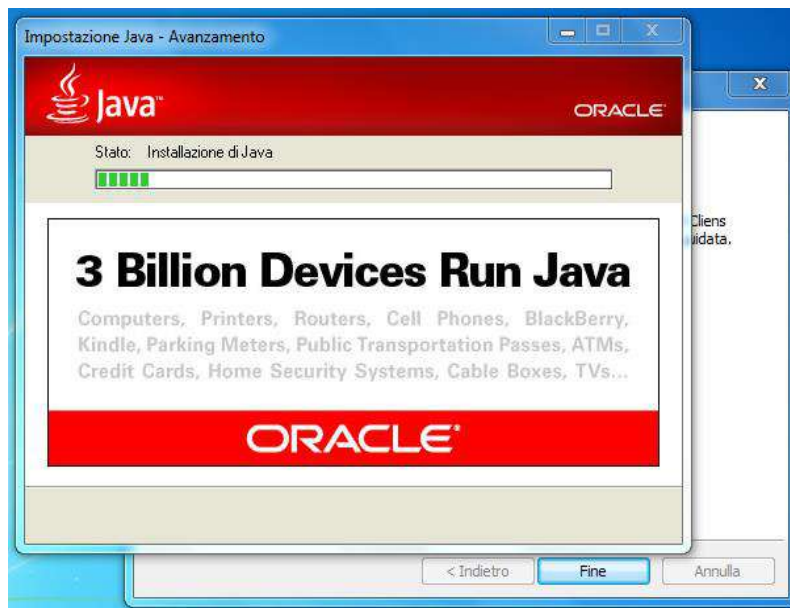 Impostazione Java - Avanzamento
Java™
ORACLE
Stato: Installazione di Java
Cliens
uidata.
3 Billion Devices Run Java
Computers, Printers, Routers, Cell Phones, BlackBerry,
Kindle, Parking Meters, Public Transportation Passes, ATMs,
Credit Cards, Home Security Systems, Cable Boxes, TVs...
ORACLE
< Indietro
Fine
Annulla